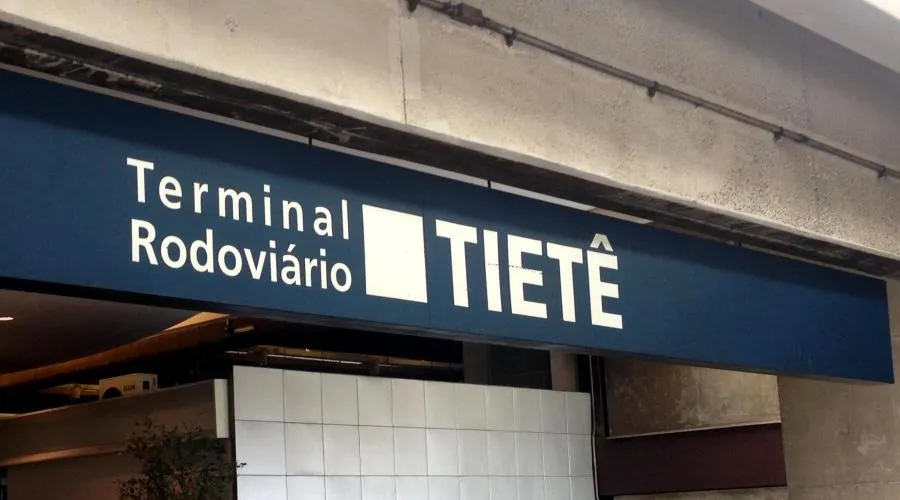 Terminal
Rodoviário
TIETÊ